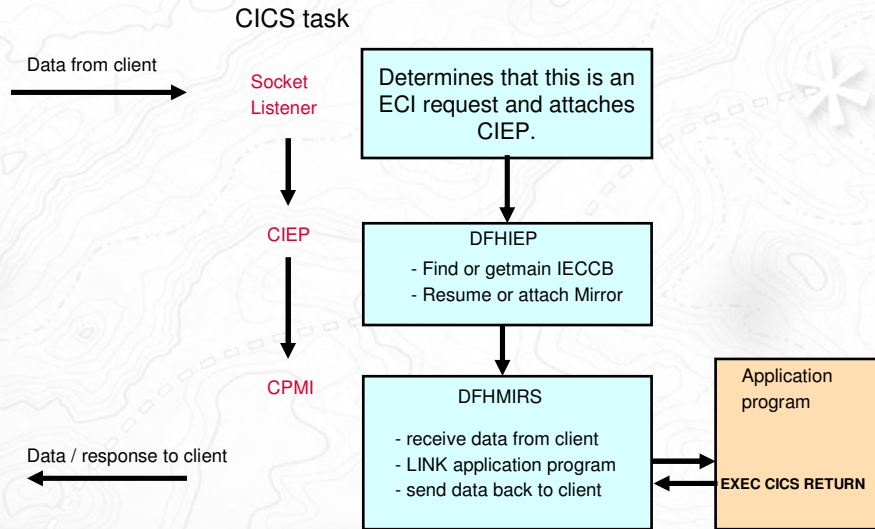 CICS task
Data from client
Socket
Listener
Determines that this is an
ECI request and attaches
CIEP.
CIEP
DFHIEP
- Find or getmain IECCB
- Resume or attach Mirror
CPMI
DFHMIRS
- receive data from client
- LINK application program
- send data back to client
Application
program
EXEC CICS RETURN
Data / response to client